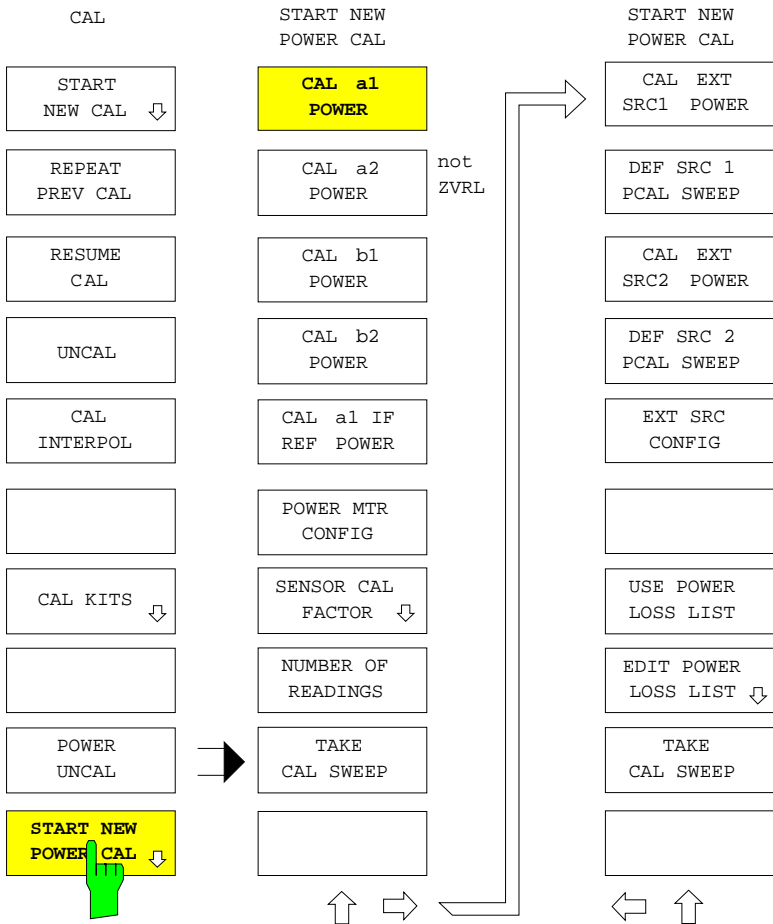 CAL
START
NEW CAL
REPEAT
PREV CAL
RESUME
CAL
UNCAL
CAL
INTERPOL
CAL KITS
POWER
UNCAL
START NEW
POWER CAL
START NEW
POWER CAL
CAL a1
POWER
CAL a2
POWER
not
ZVRL
CAL b1
POWER
CAL b2
POWER
CAL a1 IF
REF POWER
POWER MTR
CONFIG
SENSOR CAL
FACTOR
NUMBER OF
READINGS
TAKE
CAL SWEEP
START NEW
POWER CAL
CAL EXT
SRC1 POWER
DEF SRC 1
PCAL SWEEP
CAL EXT
SRC2 POWER
DEF SRC 2
PCAL SWEEP
EXT SRC
CONFIG
USE POWER
LOSS LIST
EDIT POWER
LOSS LIST
TAKE
CAL SWEEP